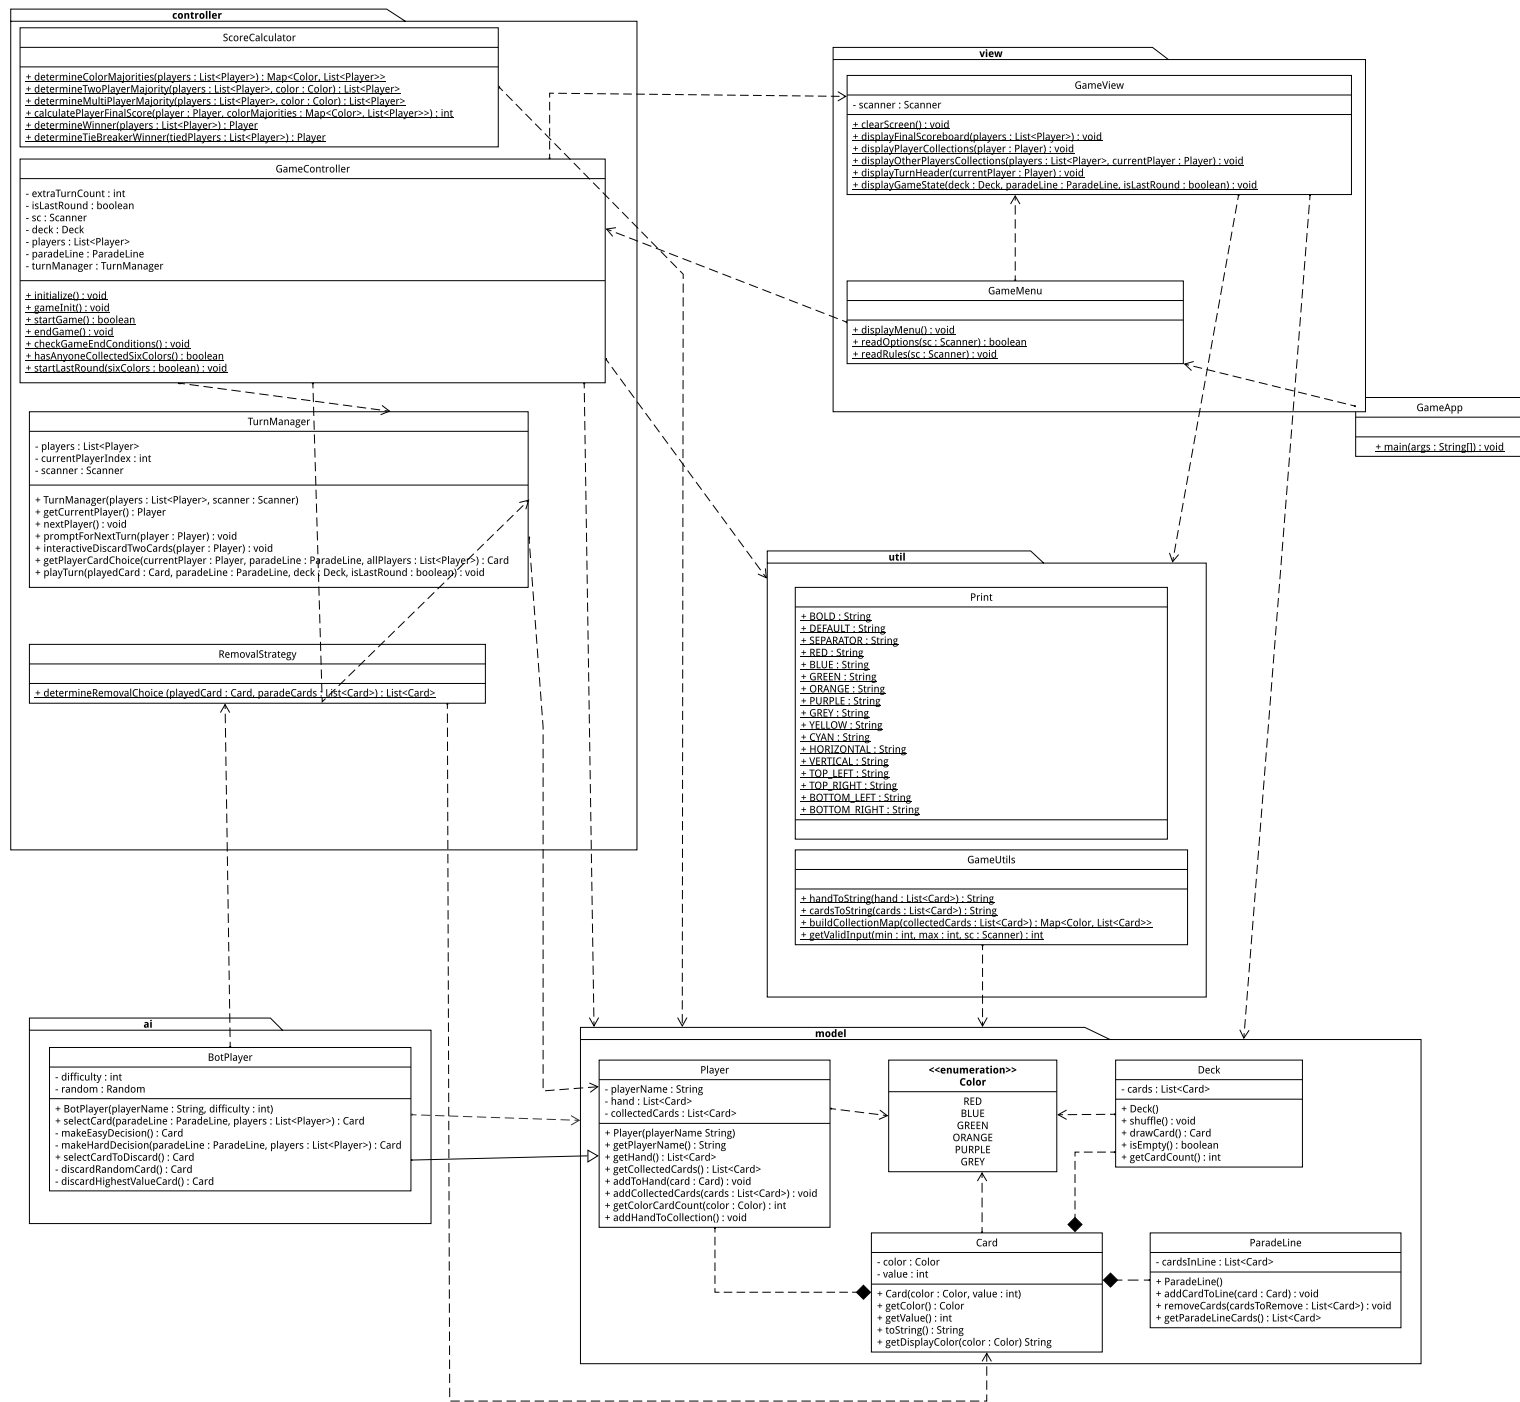 controller
ScoreCalculator
+ determineColorMajorities(players : List<Player>) : Map<Color, List<Player>>
+ determineTwoPlayerMajority(players : List<Player>, color : Color) : List<Player>
+ determineMultiPlayerMajority(players : List<Player>, color : Color) : List<Player>
+ calculatePlayerFinalScore(player : Player, colorMajorities : Map<Color>, List<Player>>) : int
+ determineWinner(players : List<Player>) : Player
+ determineTieBreakerWinner(tiedPlayers : List<Player>) : Player
GameController
- extraTurnCount : int
- isLastRound : boolean
- sc : Scanner
- deck : Deck
- players : List<Player>
- paradeLine : ParadeLine
- turnManager : TurnManager
+ initialize() : void
+ gameInit() : void
+ startGame() : boolean
+ endGame() : void
+ checkGameEndConditions() : void
+ hasAnyoneCollectedSixColors() : boolean
+ startLastRound(sixColors : boolean) : void
TurnManager
- players : List<Player>
- currentPlayerIndex : int
- scanner : Scanner
+ TurnManager(players : List<Player>, scanner : Scanner)
+ getCurrentPlayer() : Player
+ nextPlayer() : void
+ promptForNextTurn(player : Player) : void
+ interactiveDiscardTwoCards(player : Player) : void
+ getPlayerCardChoice(currentPlayer : Player, paradeLine : ParadeLine, allPlayers : List<Player>) : Card
+ playTurn(playedCard : Card, paradeLine : ParadeLine, deck : Deck, isLastRound : boolean) : void
RemovalStrategy
+ determineRemovalChoice (playedCard : Card, paradeCards : List<Card>) : List<Card>
view
GameView
- scanner : Scanner
+ clearScreen() : void
+ displayFinalScoreboard(players : List<Player>) : void
+ displayPlayerCollections(player : Player) : void
+ displayOtherPlayersCollections(players : List<Player>, currentPlayer : Player) : void
+ displayTurnHeader(currentPlayer : Player) : void
+ displayGameState(deck : Deck, paradeLine : ParadeLine, isLastRound : boolean) : void
GameMenu
+ displayMenu() : void
+ readOptions(sc : Scanner) : boolean
+ readRules(sc : Scanner) : void
GameApp
+ main(args : String[]) : void
util
Print
+ BOLD : String
+ DEFAULT : String
+ SEPARATOR : String
+ RED : String
+ BLUE : String
+ GREEN : String
+ ORANGE : String
+ PURPLE : String
+ GREY : String
+ YELLOW : String
+ CYAN : String
+ HORIZONTAL : String
+ VERTICAL : String
+ TOP_LEFT : String
+ TOP_RIGHT : String
+ BOTTOM_LEFT : String
+ BOTTOM_RIGHT : String
GameUtils
+ handToString(hand : List<Card>) : String
+ cardsToString(cards : List<Card>) : String
+ buildCollectionMap(collectedCards : List<Card>) : Map<Color, List<Card>>
+ getValidInput(min : int, max : int, sc : Scanner) : int
ai
BotPlayer
- difficulty : int
- random : Random
+ BotPlayer(playerName : String, difficulty : int)
+ selectCard(paradeLine : ParadeLine, players : List<Player>) : Card
- makeEasyDecision() : Card
- makeHardDecision(paradeLine : ParadeLine, players : List<Player>) : Card
+ selectCardToDiscard() : Card
- discardRandomCard() : Card
- discardHighestValueCard() : Card
model
Player
- playerName : String
- hand : List<Card>
- collectedCards : List<Card>
+ Player(playerName String)
+ getPlayerName() : String
+ getHand() : List<Card>
+ getCollectedCards() : List<Card>
+ addToHand(card : Card) : void
+ addCollectedCards(cards : List<Card>) : void
+ getColorCardCount(color : Color) : int
+ addHandToCollection() : void
<<enumeration>>
Color
RED
BLUE
GREEN
ORANGE
PURPLE
GREY
Deck
- cards : List<Card>
+ Deck()
+ shuffle() : void
+ drawCard() : Card
+ isEmpty() : boolean
+ getCardCount() : int
Card
- color : Color
- value : int
+ Card(color : Color, value : int)
+ getColor() : Color
+ getValue() : int
+ toString() : String
+ getDisplayColor(color : Color) String
ParadeLine
- cardsInLine : List<Card>
+ ParadeLine()
+ addCardToLine(card : Card) : void
+ removeCards(cardsToRemove : List<Card>) : void
+ getParadeLineCards() : List<Card>